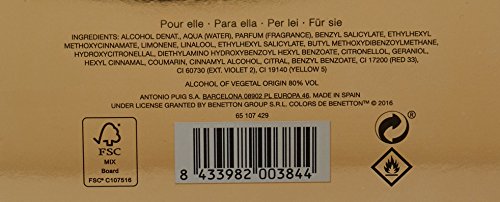 Pour elle - Para ella - Per lei - Für sie
INGREDIENTS: ALCOHOL DENAT., AQUA (WATER), PARFUM (FRAGRANCE), BENZYL SALICYLATE, ETHYLHEXYL
METHOXYCINNAMATE, LIMONENE, LINALOOL, ETHYLHEXYL SALICYLATE, BUTYL METHOXYDIBENZOYLMETHANE,
HYDROXYCITRONELLAL, DIETHYLAMINO HYDROXYBENZOYL HEXYL BENZOATE, CITRONELLOL, GERANIOL,
HEXYL CINNAMAL, COUMARIN, CINNAMYL ALCOHOL, CITRAL, BENZYL BENZOATE, CI 17200 (RED 33),
CI 60730 (EXT. VIOLET 2), CI 19140 (YELLOW 5)
ALCOHOL OF VEGETAL ORIGIN 80% VOL
ANTONIO PUIG S.A. BARCELONA 08902 PL EUROPA 46. MADE IN SPAIN
UNDER LICENSE GRANTED BY BENETTON GROUP S.R.L. COLORS DE BENETTON™ © 2016
65 107 429
FSC
MIX
Board
FSC® C107516
8 433982 003844